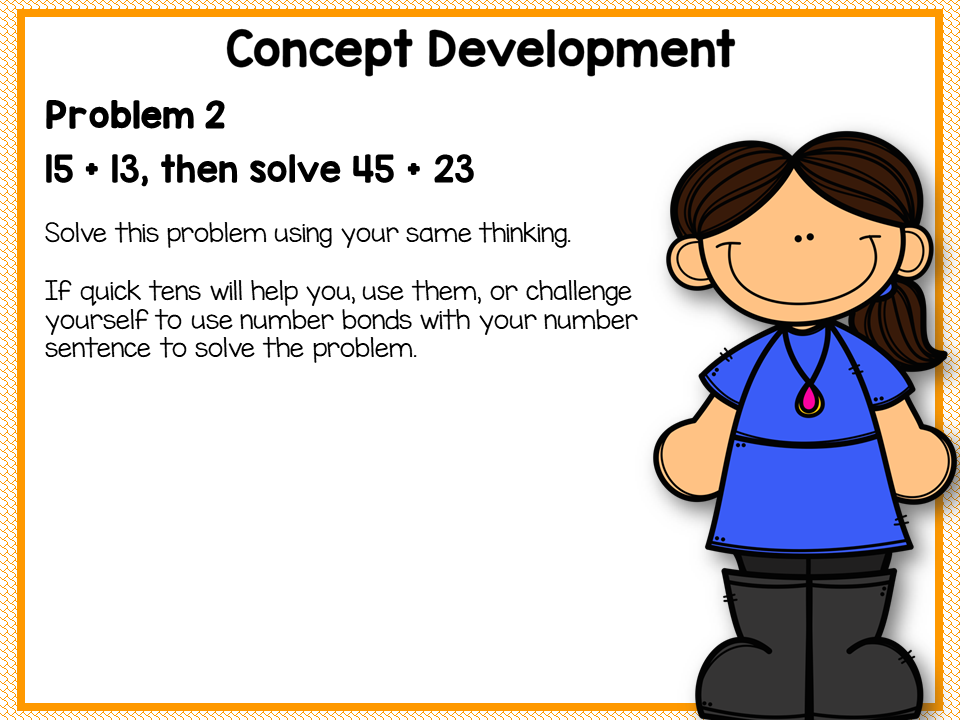 Concept Development
Problem 2
15 + 13, then solve 45 + 23
Solve this problem using your same thinking.
If quick tens will help you, use them, or challenge
yourself to use number bonds with your number
sentence to solve the problem.